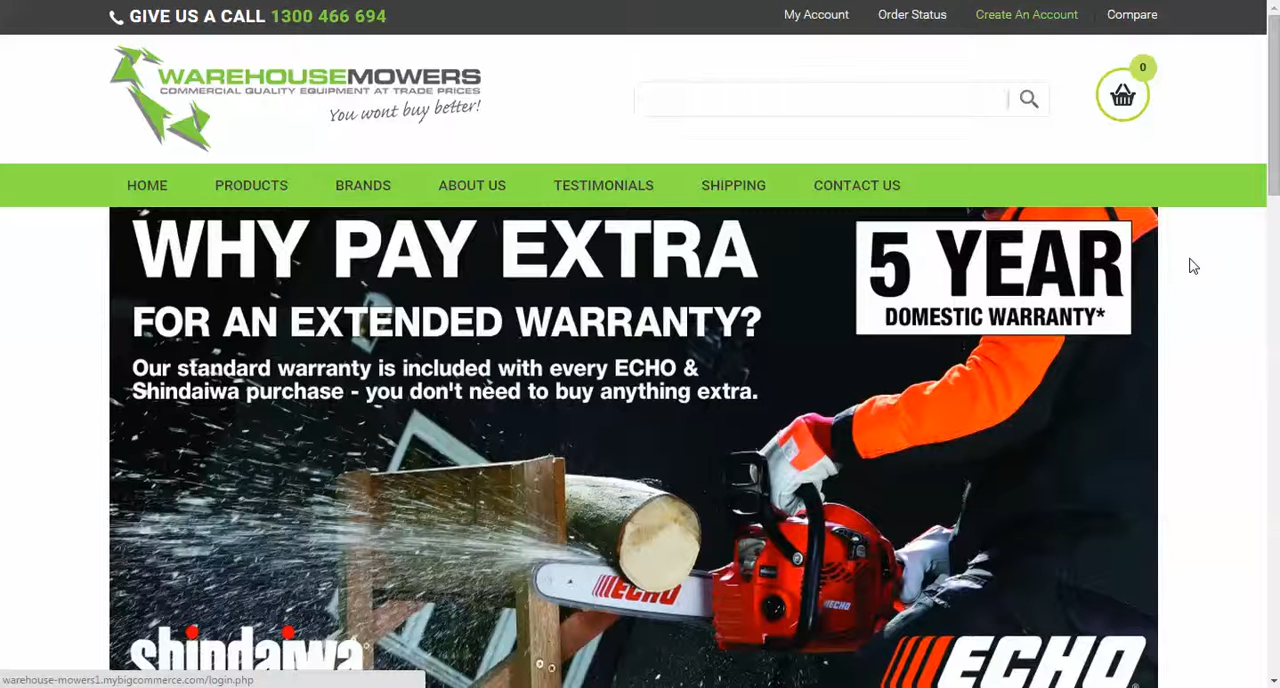 GIVE US A CALL 1300 466 694
My Account Order Status Create An Account Compare
WAREHOUSEMOWERS
COMMERCIAL QUALITY EQUIPMENT AT TRADE PRICES
You wont buy better!
0
HOME PRODUCTS BRANDS ABOUT US TESTIMONIALS SHIPPING CONTACT US
WHY PAY EXTRA
FOR AN EXTENDED WARRANTY?
Our standard warranty is included with every ECHO &
Shindaiwa purchase - you don't need to buy anything extra.
5 YEAR
DOMESTIC WARRANTY*
ECHO
ECHO
shindaiwa
ECHO
warehouse-mowers1.mybigcommerce.com/login.php